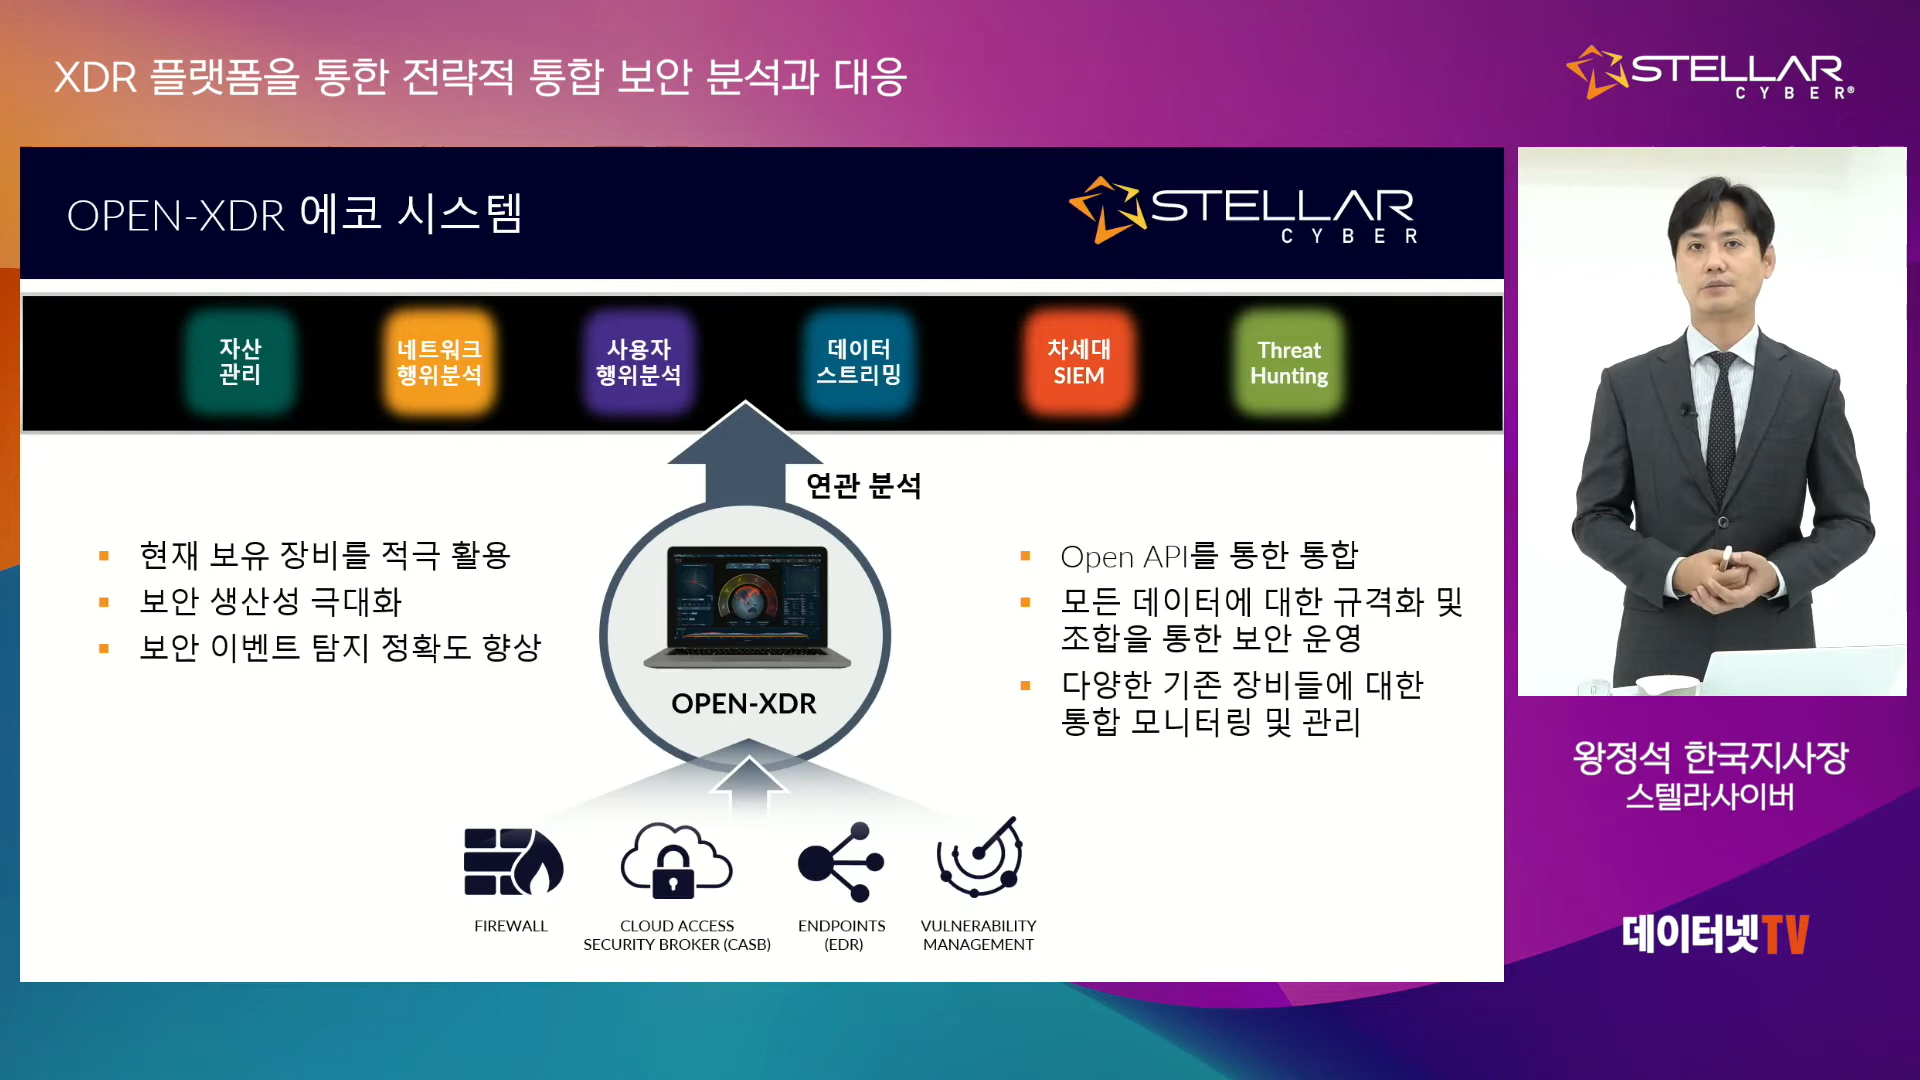 XDR 플랫폼을 통한 전략적 통합 보안 분석과 대응
STELLAR
CYBER®
OPEN-XDR 에코 시스템
STELLAR
CYBER
자산
관리
네트워크
행위분석
사용자
행위분석
데이터
스트리밍
차세대
SIEM
Threat
Hunting
연관 분석
현재 보유 장비를 적극 활용
보안 생산성 극대화
보안 이벤트 탐지 정확도 향상
OPEN-XDR
Open API를 통한 통합
모든 데이터에 대한 규격화 및
조합을 통한 보안 운영
다양한 기존 장비들에 대한
통합 모니터링 및 관리
FIREWALL
CLOUD ACCESS
SECURITY BROKER (CASB)
ENDPOINTS
(EDR)
VULNERABILITY
MANAGEMENT
왕정석 한국지사장
스텔라사이버
데이터넷TV